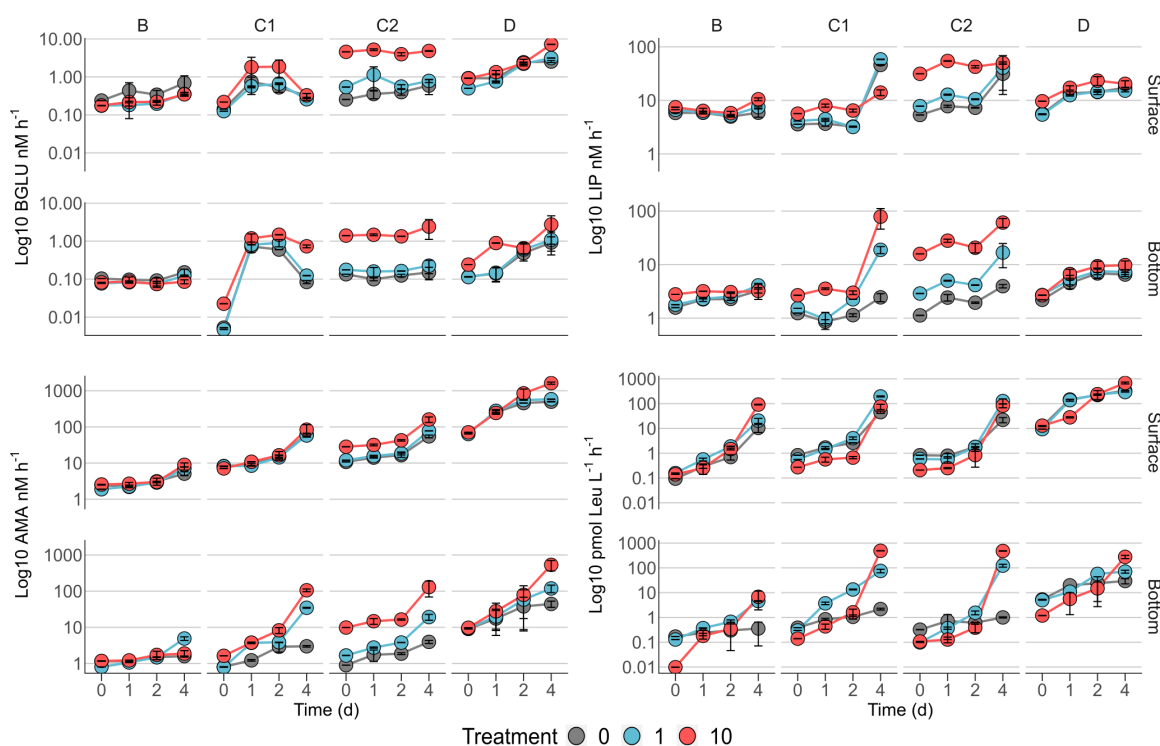 B C1 C2 D
Log10 BGLU nM h-1
10.00
1.00
0.10
0.01
10.00
1.00
0.10
0.01
B C1 C2 D
Log10 LIP nM h-1
100
10
1
Surface
100
10
1
Bottom
Log10 AMA nM h-1
1000
100
10
1
1000
100
10
1
0 1 2 4 0 1 2 4 0 1 2 4 0 1 2 4
Time (d)
Log10 pmol Leu L-1 h-1
1000
100
10
1
0.1
0.01
Surface
1000
100
10
1
0.1
0.01
Bottom
0 1 2 4 0 1 2 4 0 1 2 4 0 1 2 4
Time (d)
Treatment 0 1 10